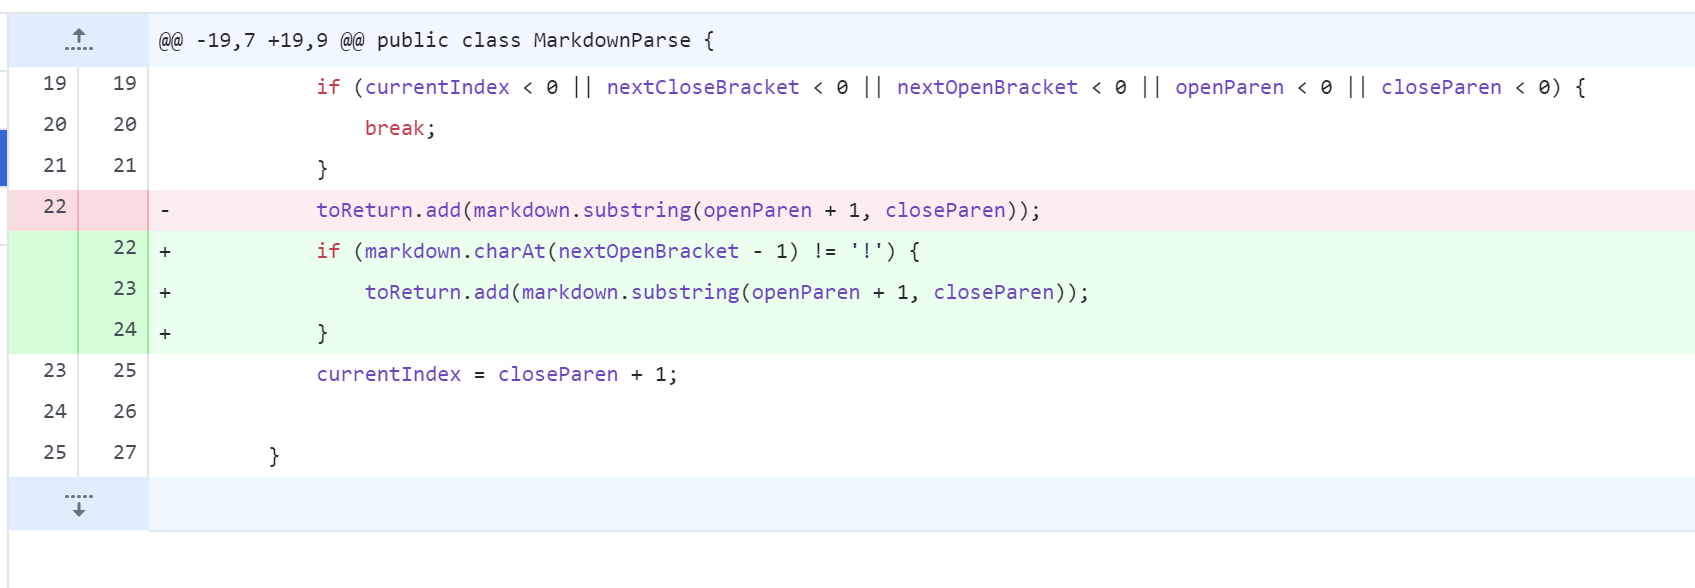 @@ -19,7 +19,9 @@ public class MarkdownParse {
19 19 if (currentIndex < 0 || nextCloseBracket < 0 || nextOpenBracket < 0 || openParen < 0 || closeParen < 0) {
20 20 break;
21 21 }
22 - toReturn.add(markdown.substring(openParen + 1, closeParen));
22 + if (markdown.charAt(nextOpenBracket - 1) != '!') {
23 + toReturn.add(markdown.substring(openParen + 1, closeParen));
24 + }
23 25 currentIndex = closeParen + 1;
24 26
25 27 }